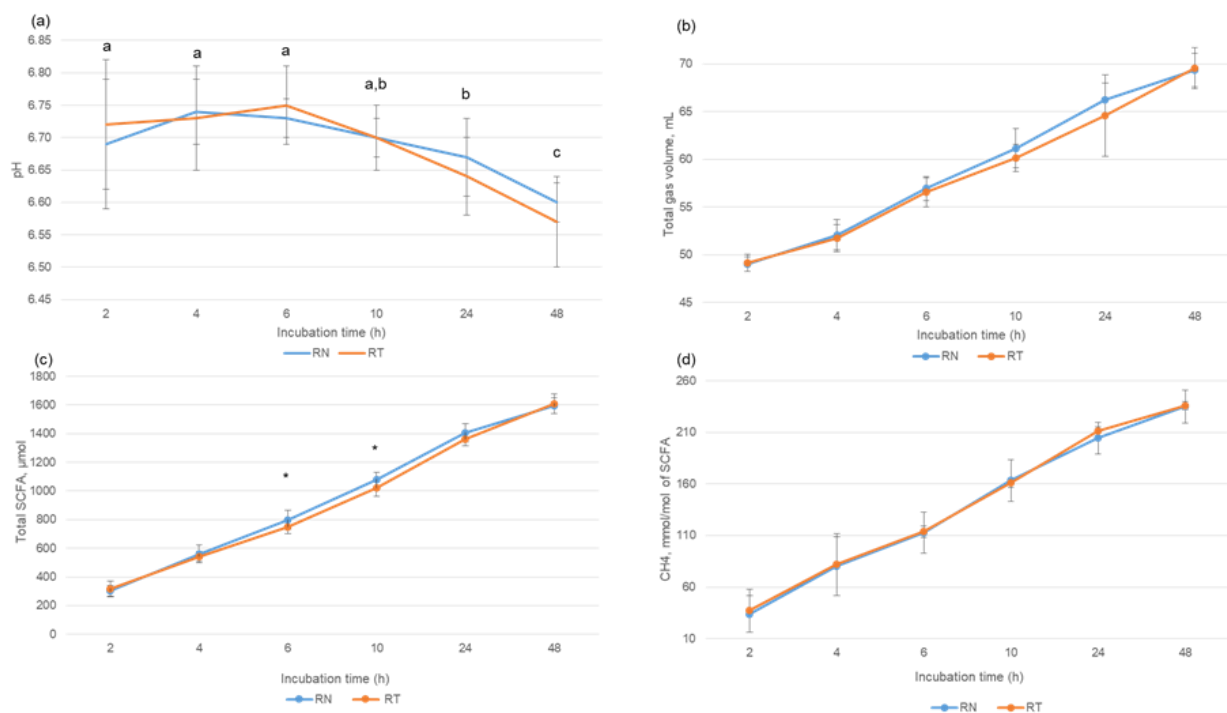 (a)
6.85
6.80
6.75
6.70
6.65
6.60
6.55
6.50
6.45
pH
a
a
a
a,b
b
c
2 4 6 10 24 48
Incubation time (h)
RN RT
(b)
70
65
60
55
50
45
Total gas volume, mL
2 4 6 10 24 48
Incubation time (h)
RN RT
(c)
1800
1600
1400
1200
1000
800
600
400
200
0
Total SCFA, µmol
*
*
2 4 6 10 24 48
Incubation time (h)
RN RT
(d)
260
210
160
110
60
10
CH4, mmol/mol of SCFA
2 4 6 10 24 48
Incubation time (h)
RN RT